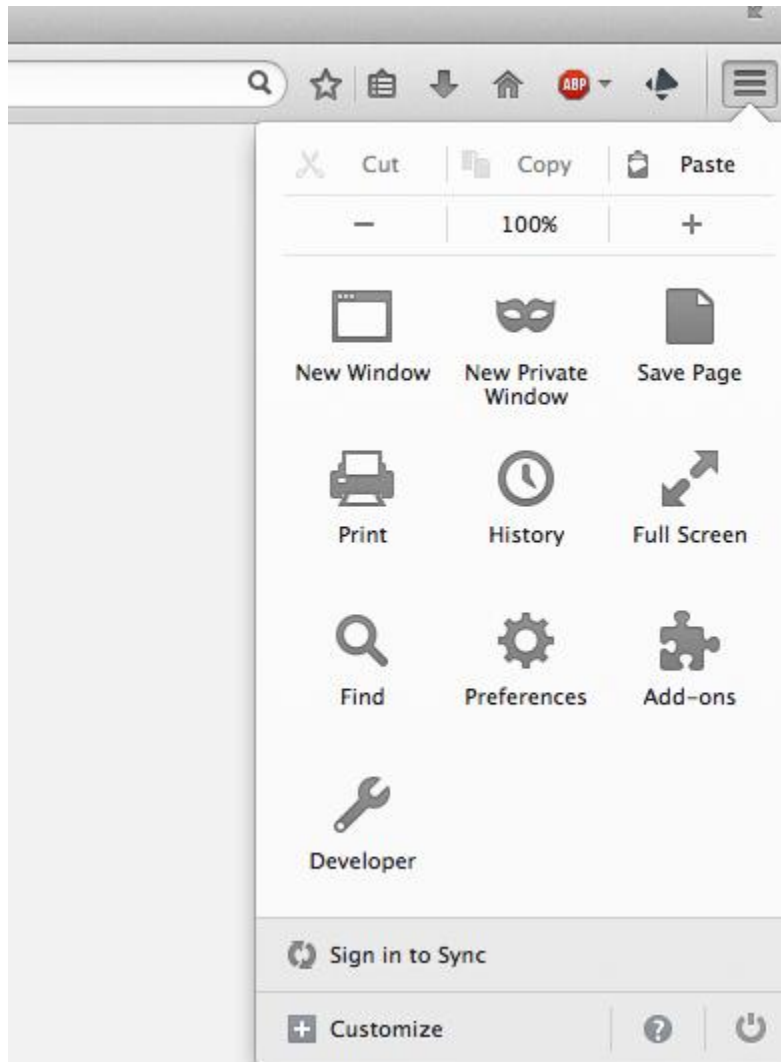 ABP
Cut Copy Paste
− 100% +
New Window New Private Window Save Page
Print History Full Screen
Find Preferences Add-ons
Developer
Sign in to Sync
Customize